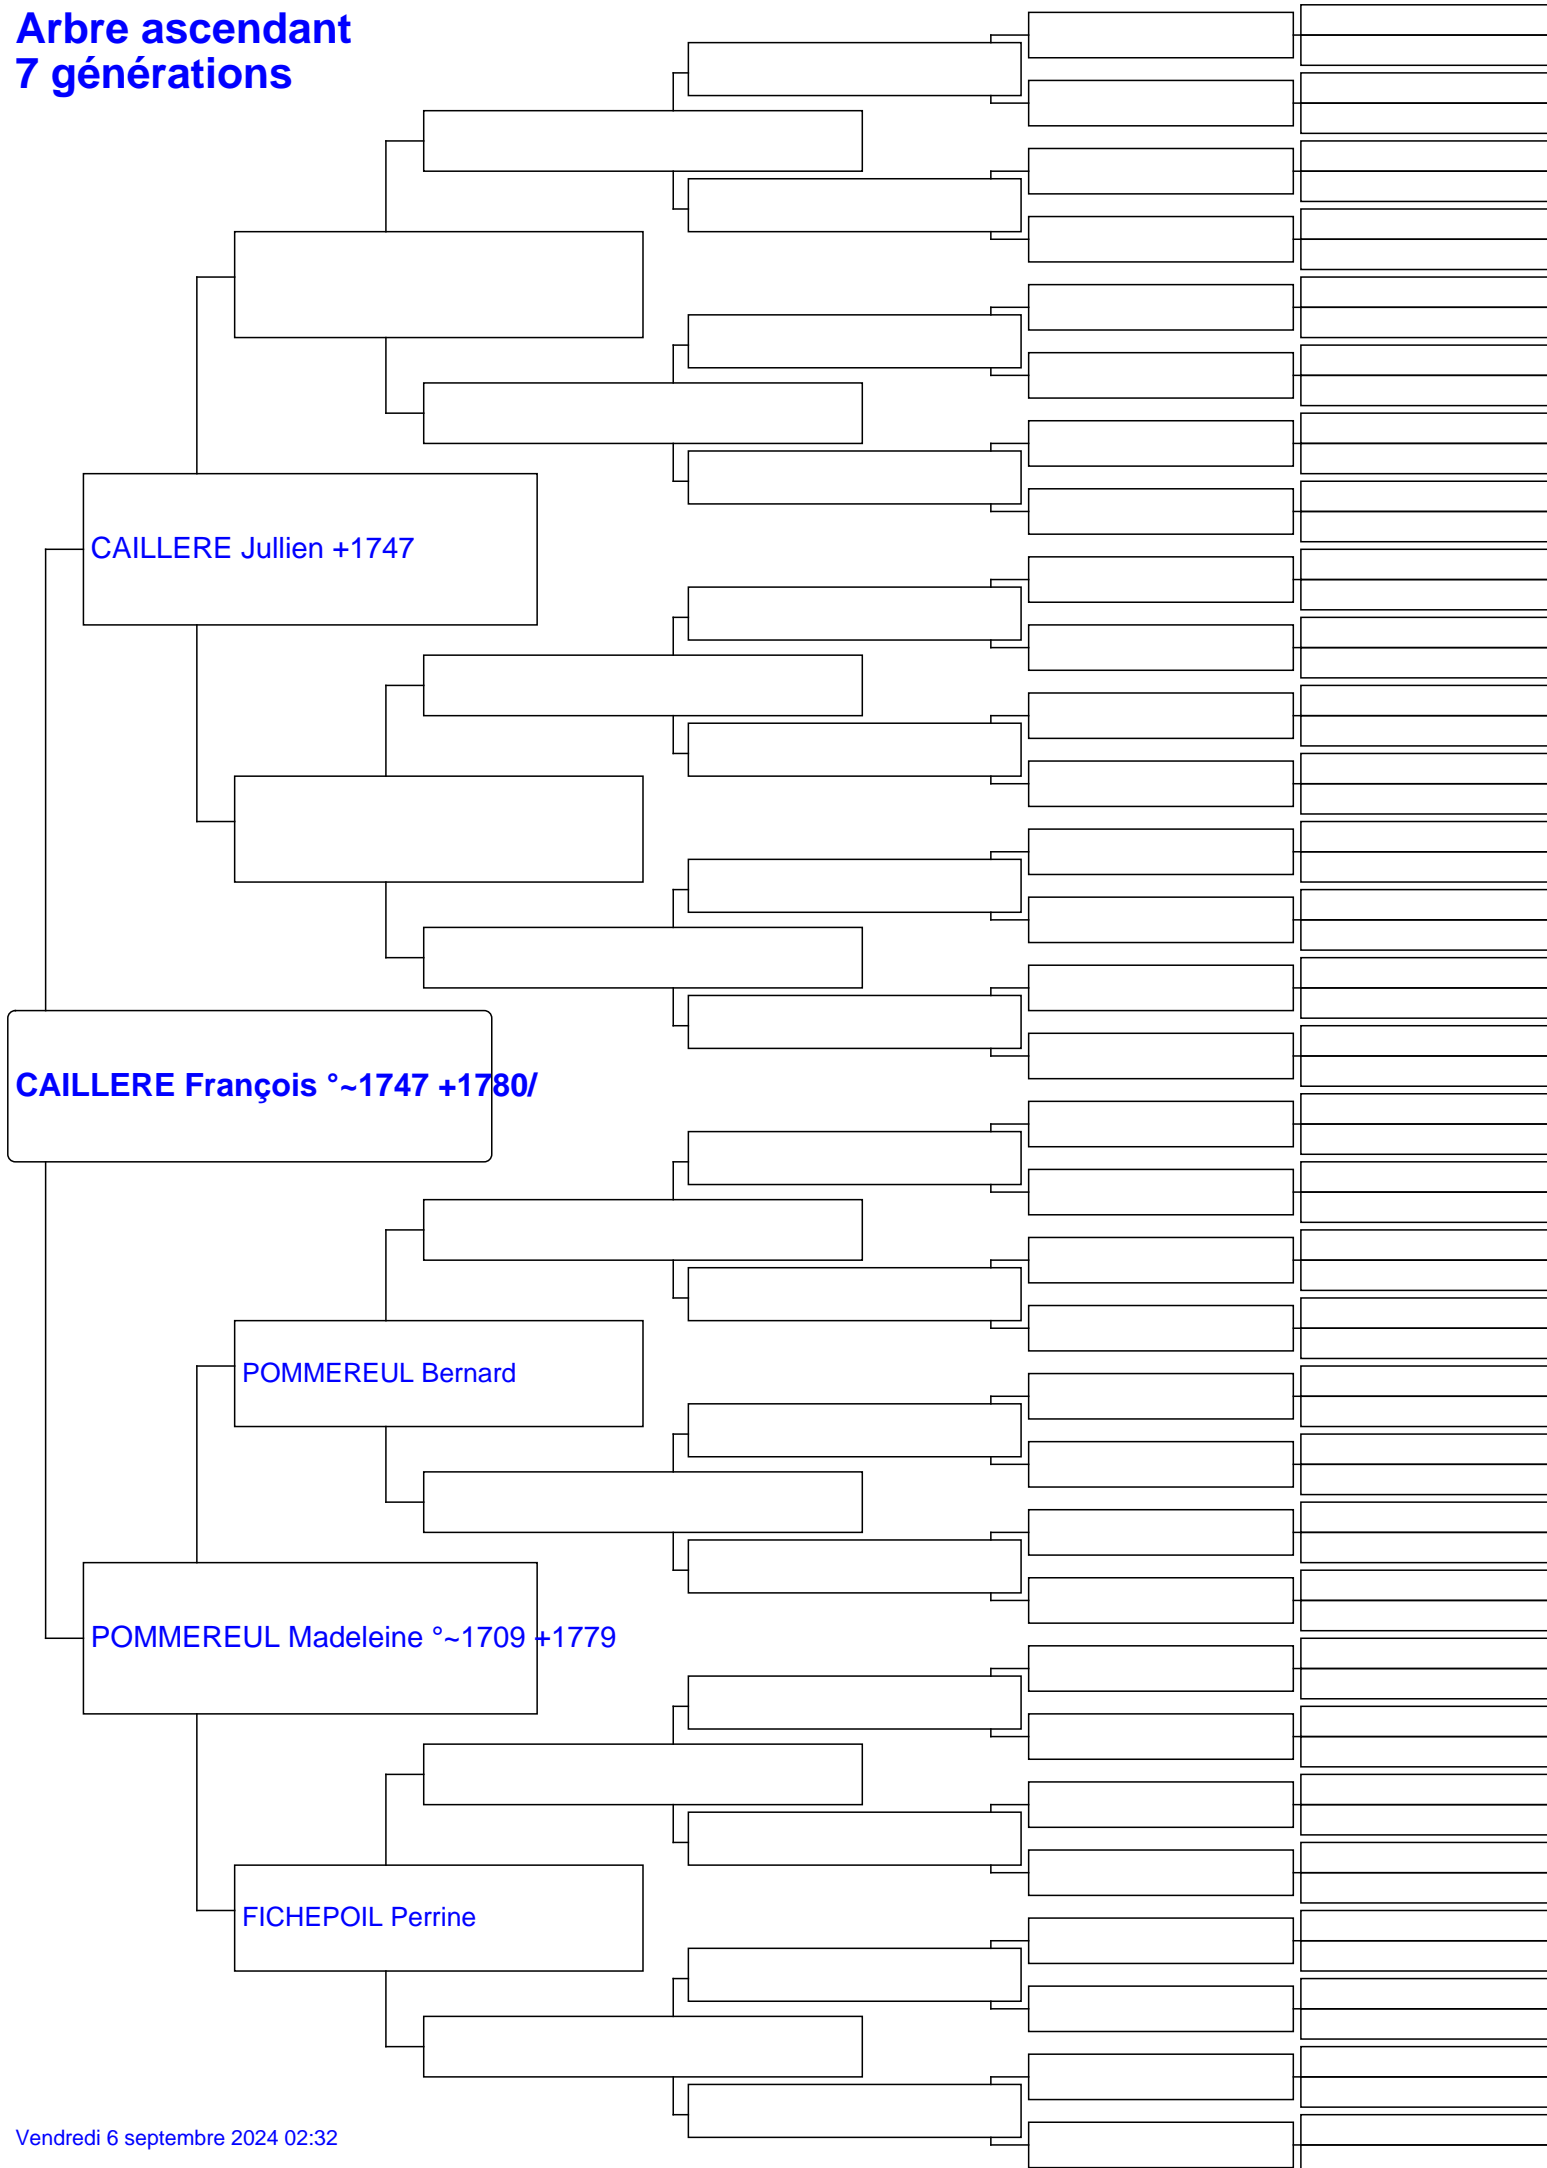 Arbre ascendant
7 générations
CAILLERE Jullien +1747
CAILLERE François °~1747 +1780/
POMMEREUL Bernard
POMMEREUL Madeleine °~1709 +1779
FICHEPOIL Perrine
Vendredi 6 septembre 2024 02:32